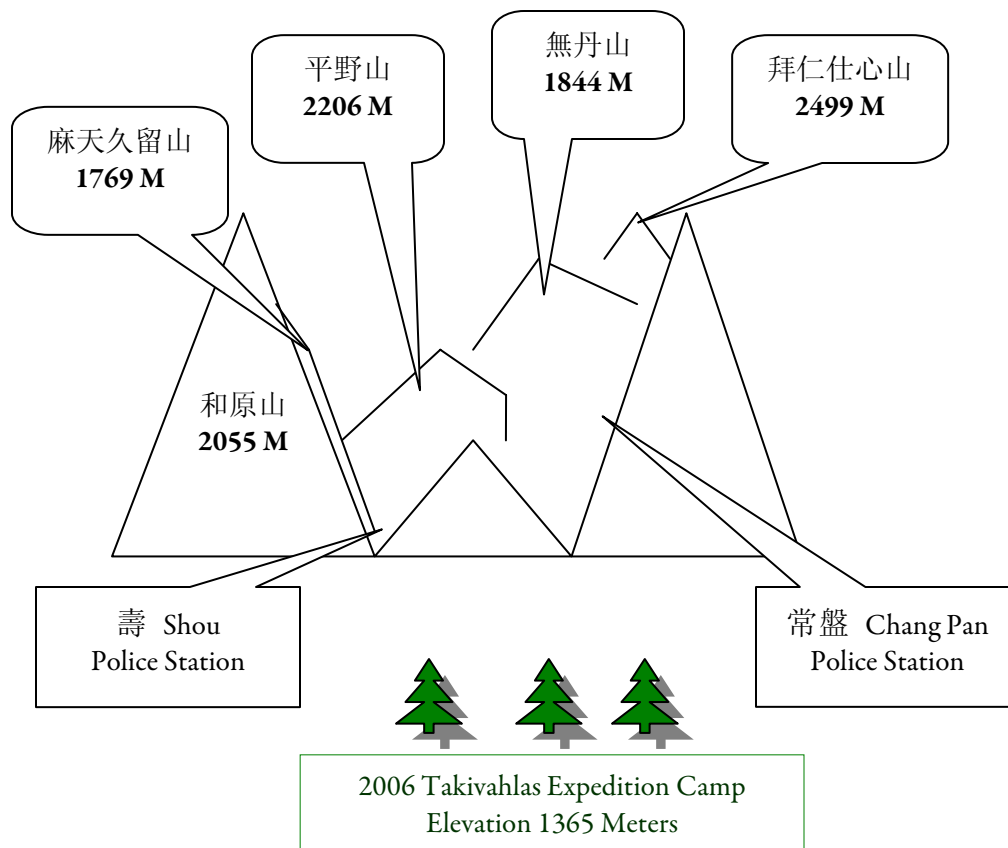 無丹山
1844 M
平野山
2206 M
拜仁仕心山
2499 M
麻天久留山
1769 M
和原山
2055 M
壽 Shou
Police Station
常盤 Chang Pan
Police Station
2006 Takivahlas Expedition Camp
Elevation 1365 Meters